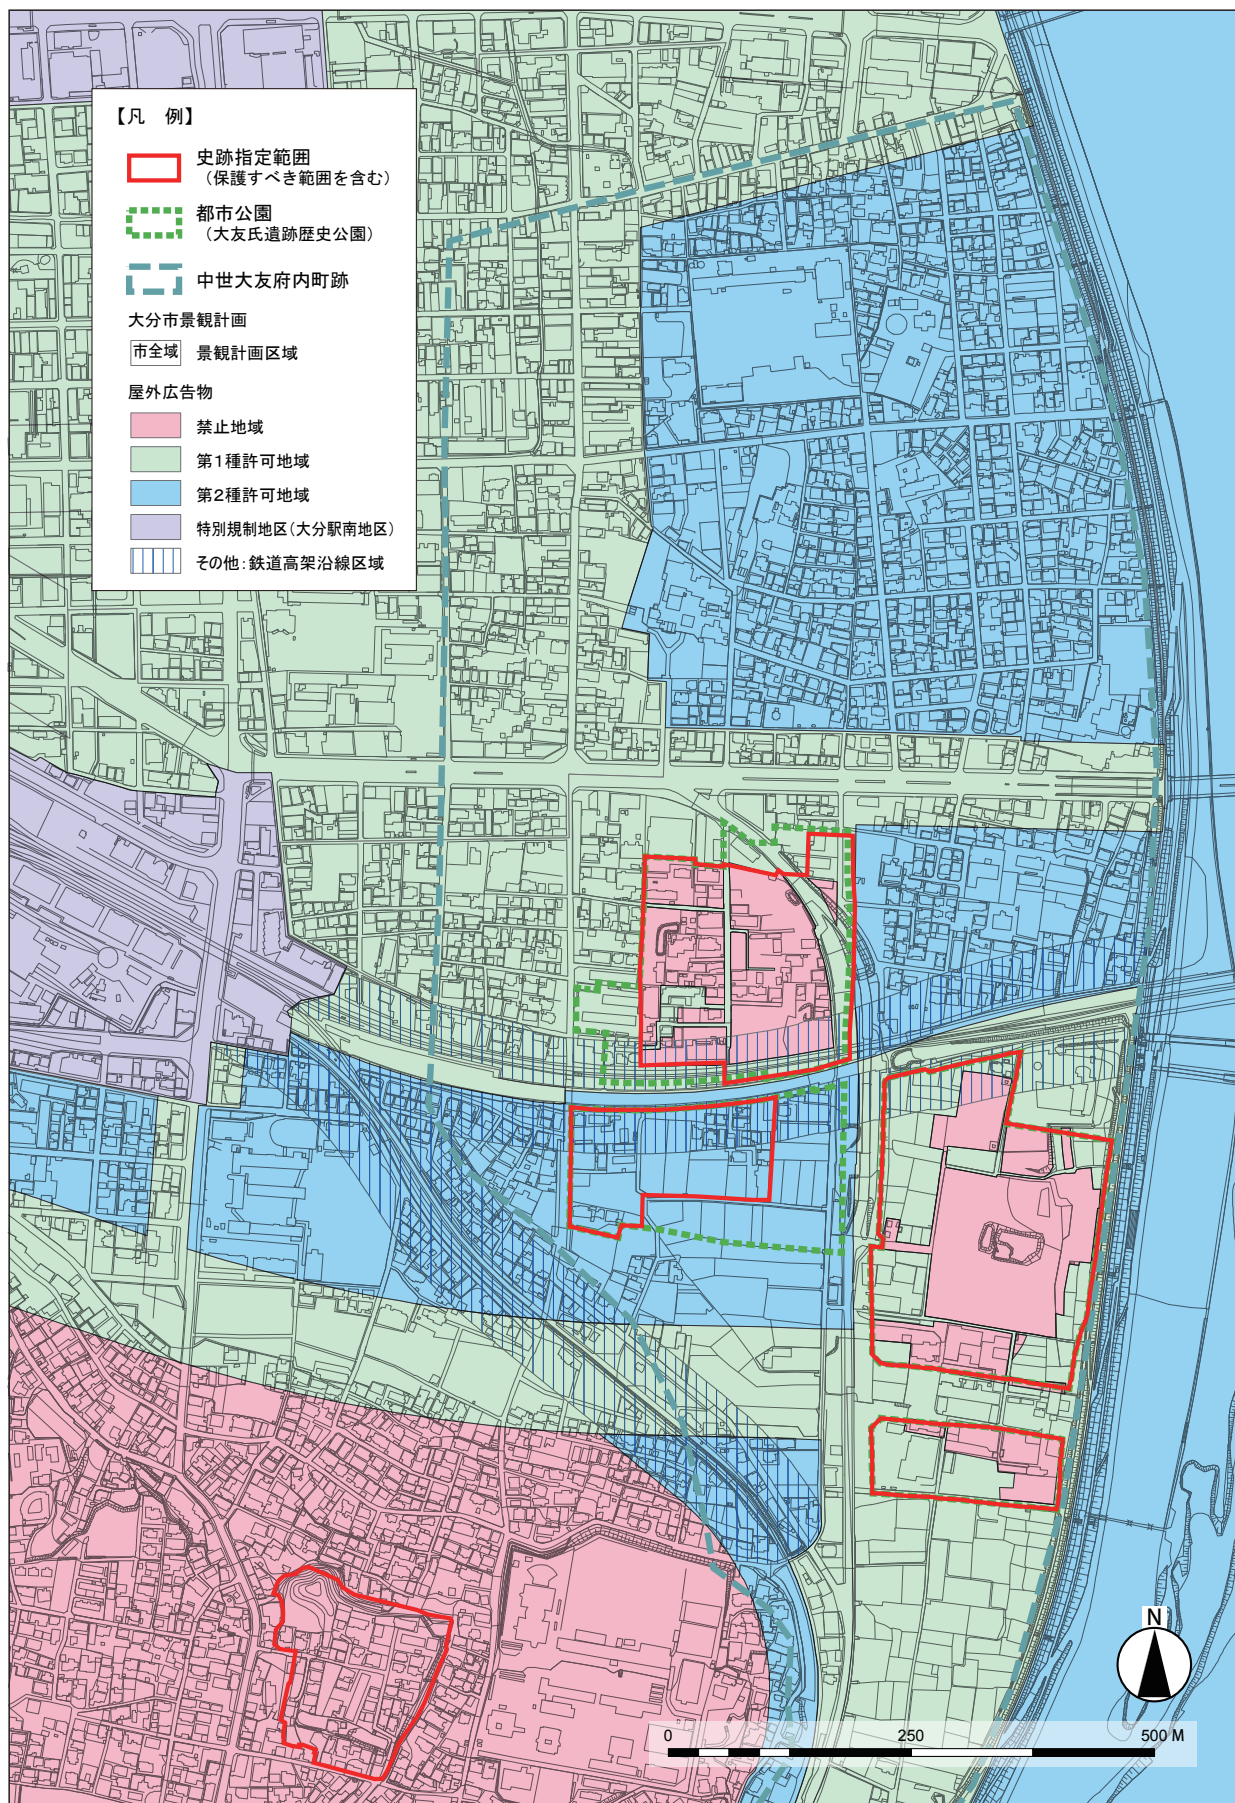 【凡　例】
史跡指定範囲
（保護すべき範囲を含む）
都市公園
（大友氏遺跡歴史公園）
中世大友府内町跡
大分市景観計画
市全域　景観計画区域
屋外広告物
禁止地域
第1種許可地域
第2種許可地域
特別規制地区（大分駅南地区）
その他：鉄道高架沿線区域
N
0　250　500 M